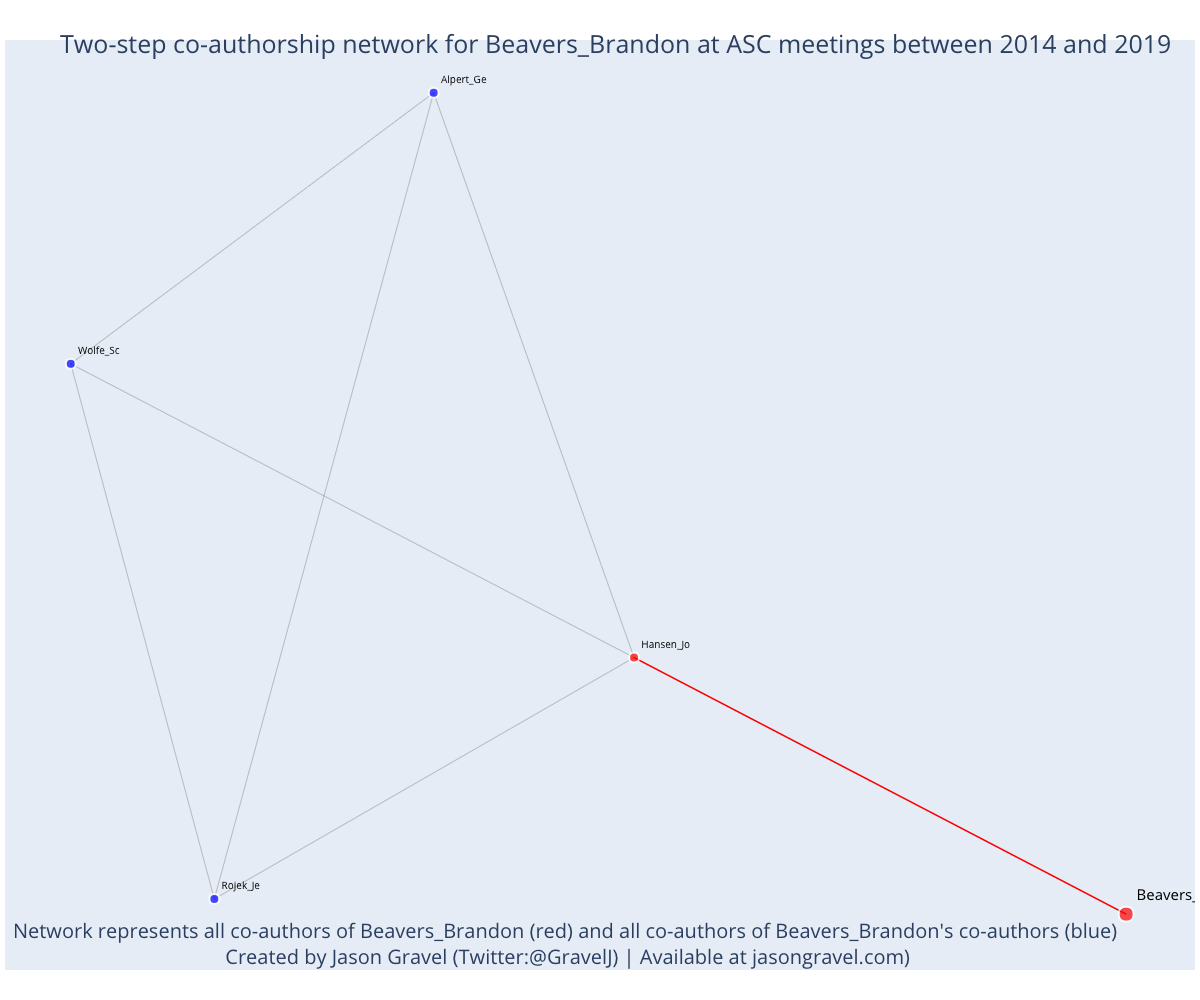 Two-step co-authorship network for Beavers_Brandon at ASC meetings between 2014 and 2019
Alpert_Ge
Wolfe_Sc
Hansen_Jo
Rojek_Je
Beavers_
Network represents all co-authors of Beavers_Brandon (red) and all co-authors of Beavers_Brandon's co-authors (blue)
Created by Jason Gravel (Twitter:@GravelJ) | Available at jasongravel.com)